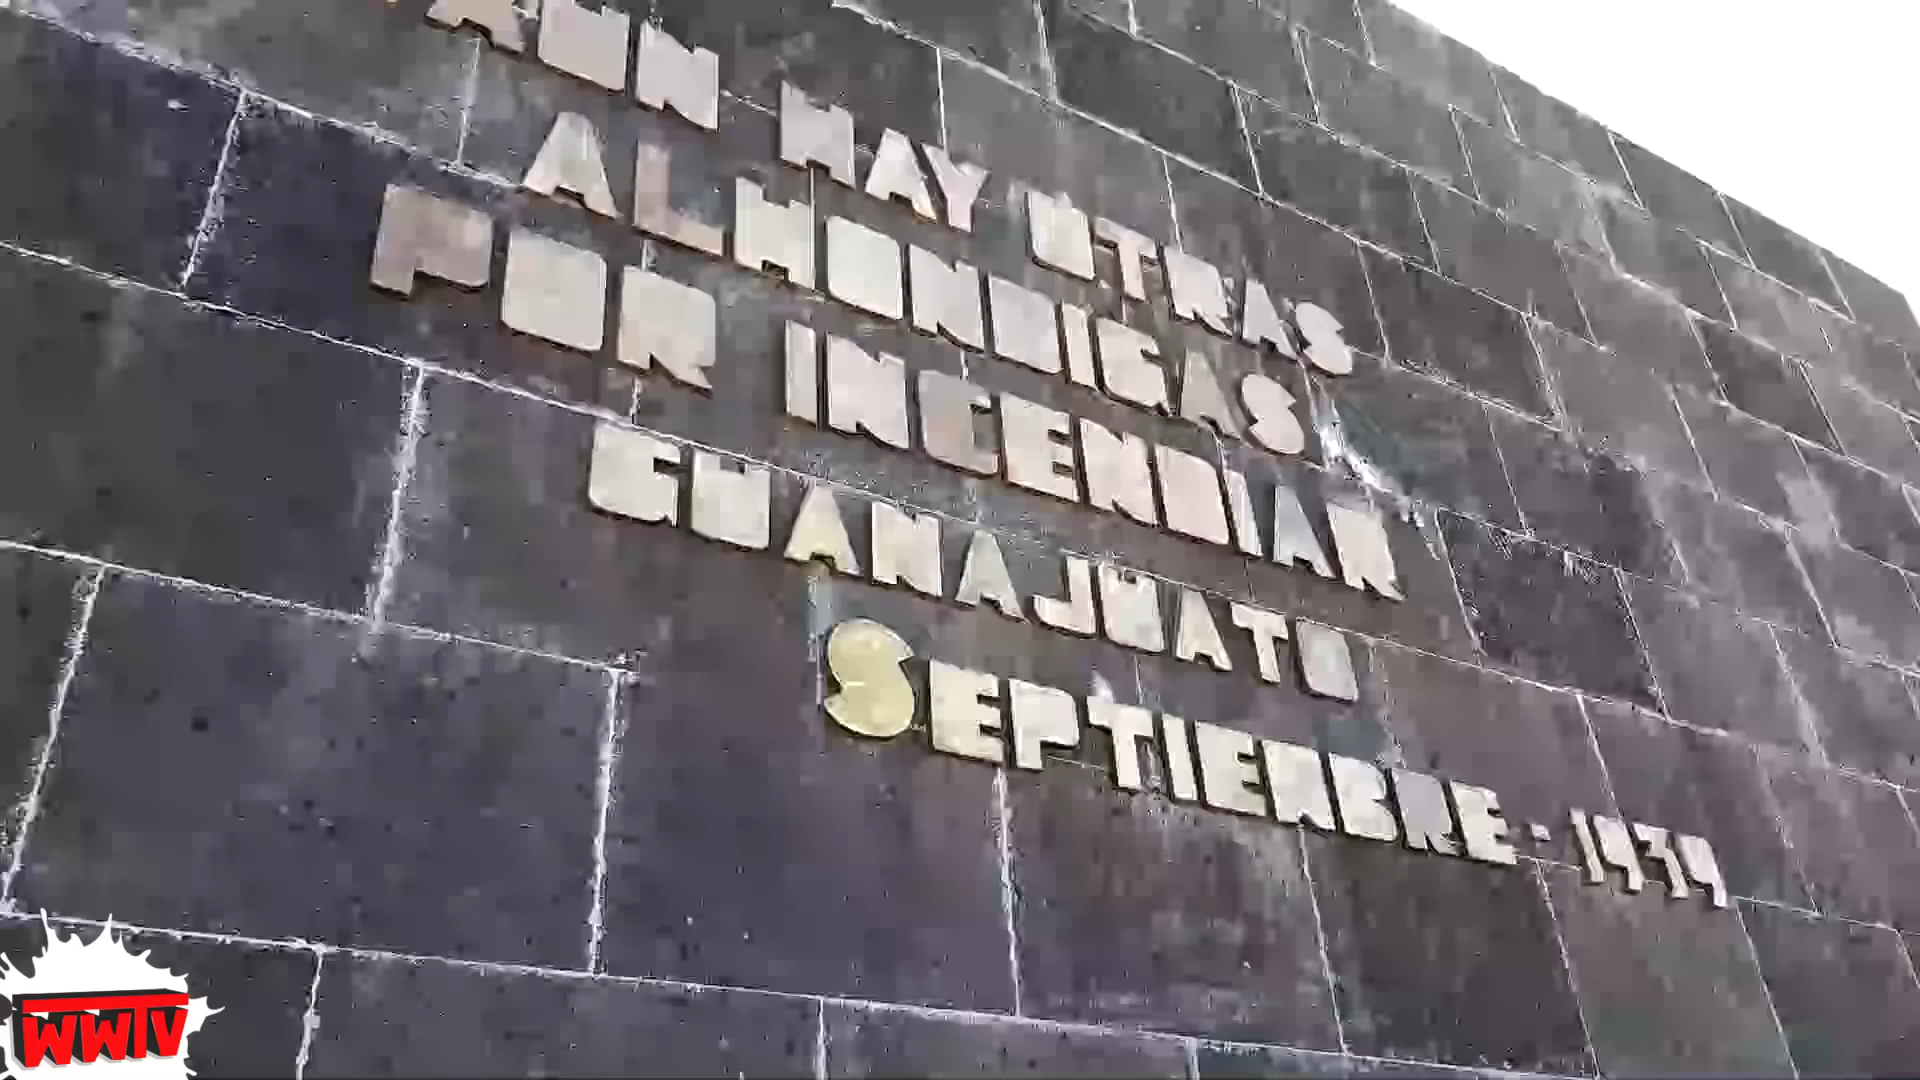 AUN HAY OTRAS
ALHONDIGAS
POR INCENDIAR
GUANAJUATO
SEPTIEMBRE - 1939
WWTV